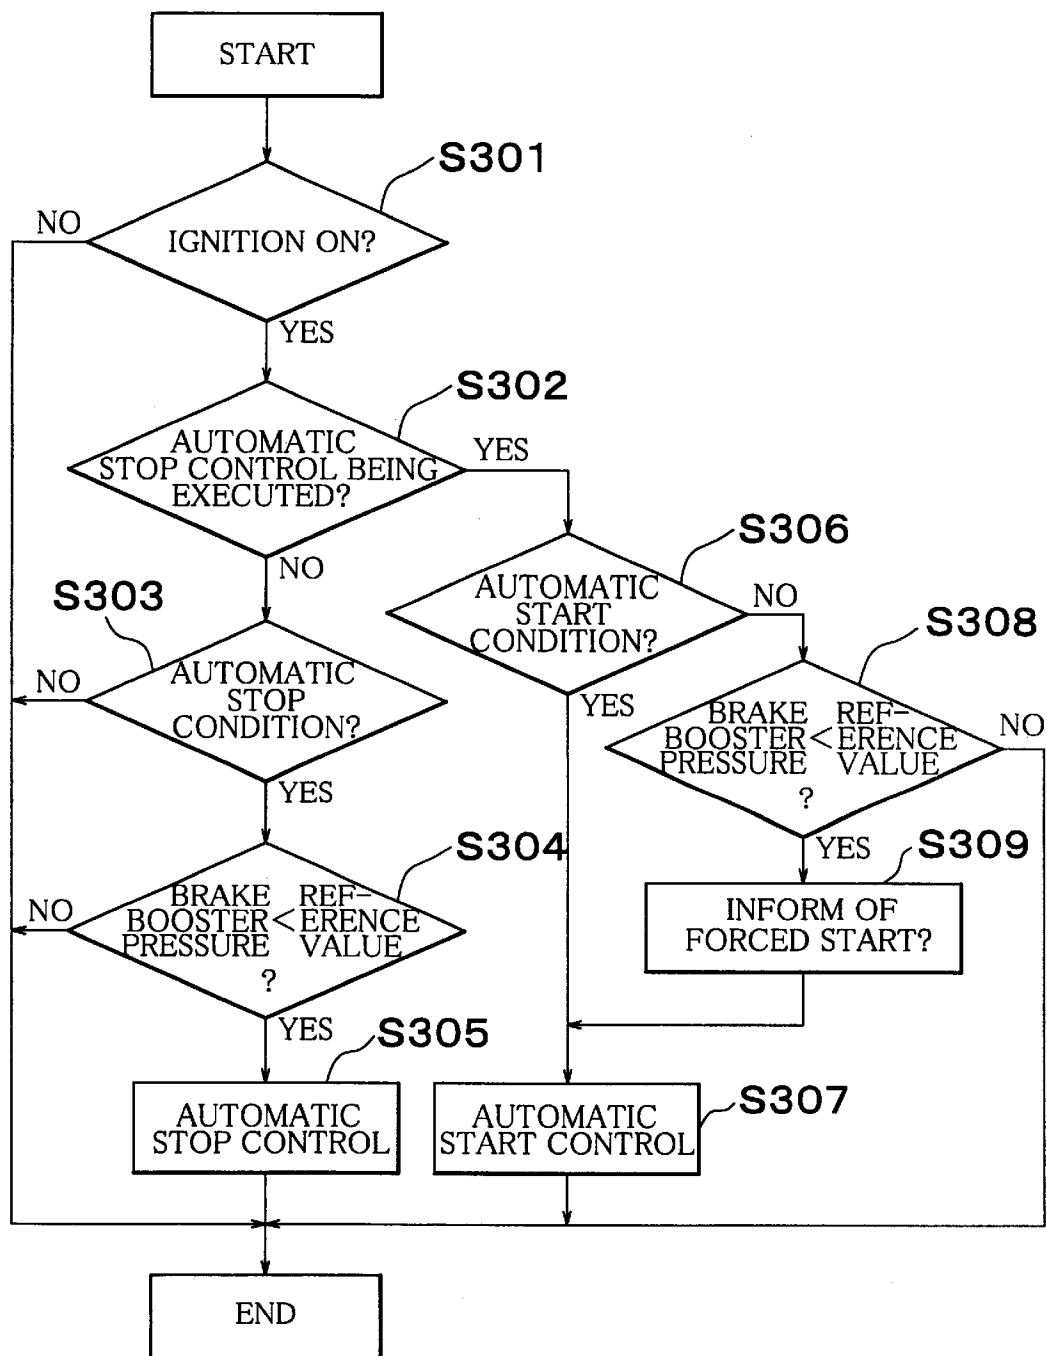 START
S301
NO
IGNITION ON?
YES
S302
AUTOMATIC
STOP CONTROL BEING
EXECUTED?
YES
NO
S303
AUTOMATIC
STOP
CONDITION?
NO
YES
S304
BRAKE REF-
BOOSTER < ERENCE
PRESSURE VALUE
?
NO
YES
S305
AUTOMATIC
STOP CONTROL
S306
AUTOMATIC
START
CONDITION?
NO
YES
S308
BRAKE REF-
BOOSTER < ERENCE
PRESSURE VALUE
?
NO
YES
S309
INFORM OF
FORCED START?
S307
AUTOMATIC
START CONTROL
END